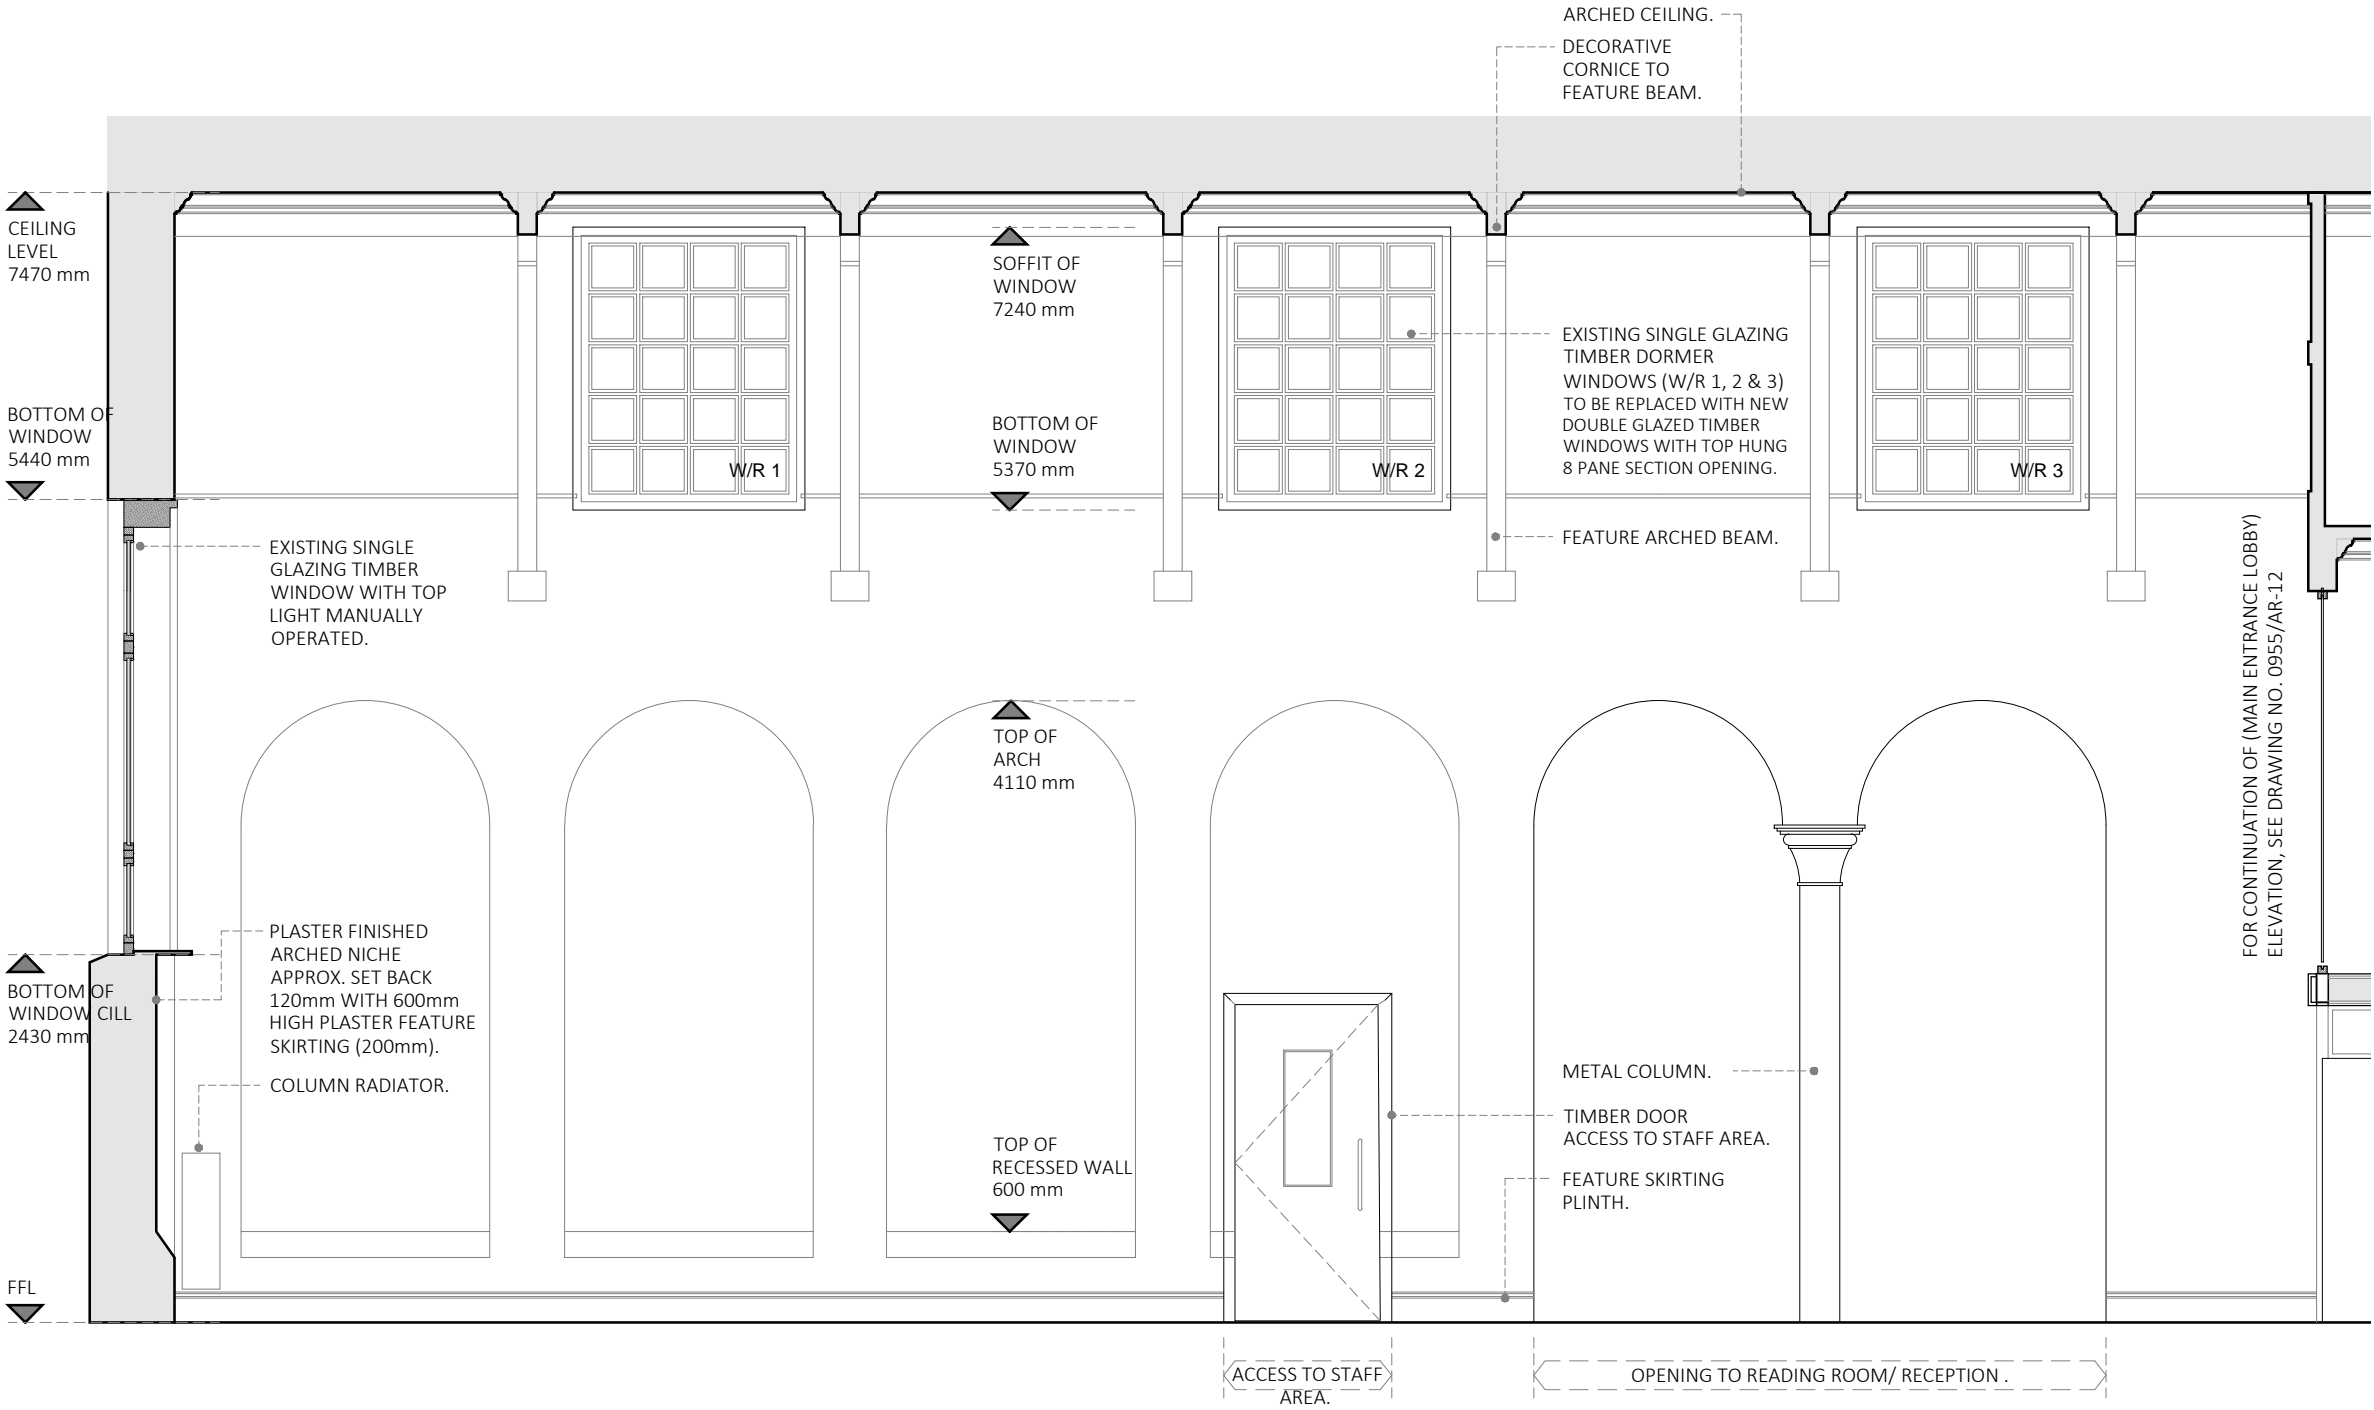 ARCHED CEILING.
DECORATIVE
CORNICE TO
FEATURE BEAM.
CEILING
LEVEL
7470 mm
SOFFIT OF
WINDOW
7240 mm
EXISTING SINGLE GLAZING
TIMBER DORMER
WINDOWS (W/R 1, 2 & 3)
TO BE REPLACED WITH NEW
DOUBLE GLAZED TIMBER
WINDOWS WITH TOP HUNG
8 PANE SECTION OPENING.
BOTTOM OF
WINDOW
5440 mm
BOTTOM OF
WINDOW
5370 mm
W/R 1
W/R 2
W/R 3
EXISTING SINGLE
GLAZING TIMBER
WINDOW WITH TOP
LIGHT MANUALLY
OPERATED.
FEATURE ARCHED BEAM.
FOR CONTINUATION OF (MAIN ENTRANCE LOBBY)
ELEVATION, SEE DRAWING NO. 0955/AR-12
TOP OF
ARCH
4110 mm
PLASTER FINISHED
ARCHED NICHE
APPROX. SET BACK
120mm WITH 600mm
HIGH PLASTER FEATURE
SKIRTING (200mm).
BOTTOM OF
WINDOW CILL
2430 mm
COLUMN RADIATOR.
METAL COLUMN.
TIMBER DOOR
ACCESS TO STAFF AREA.
TOP OF
RECESSED WALL
600 mm
FEATURE SKIRTING
PLINTH.
FFL
ACCESS TO STAFF
AREA.
OPENING TO READING ROOM/ RECEPTION .